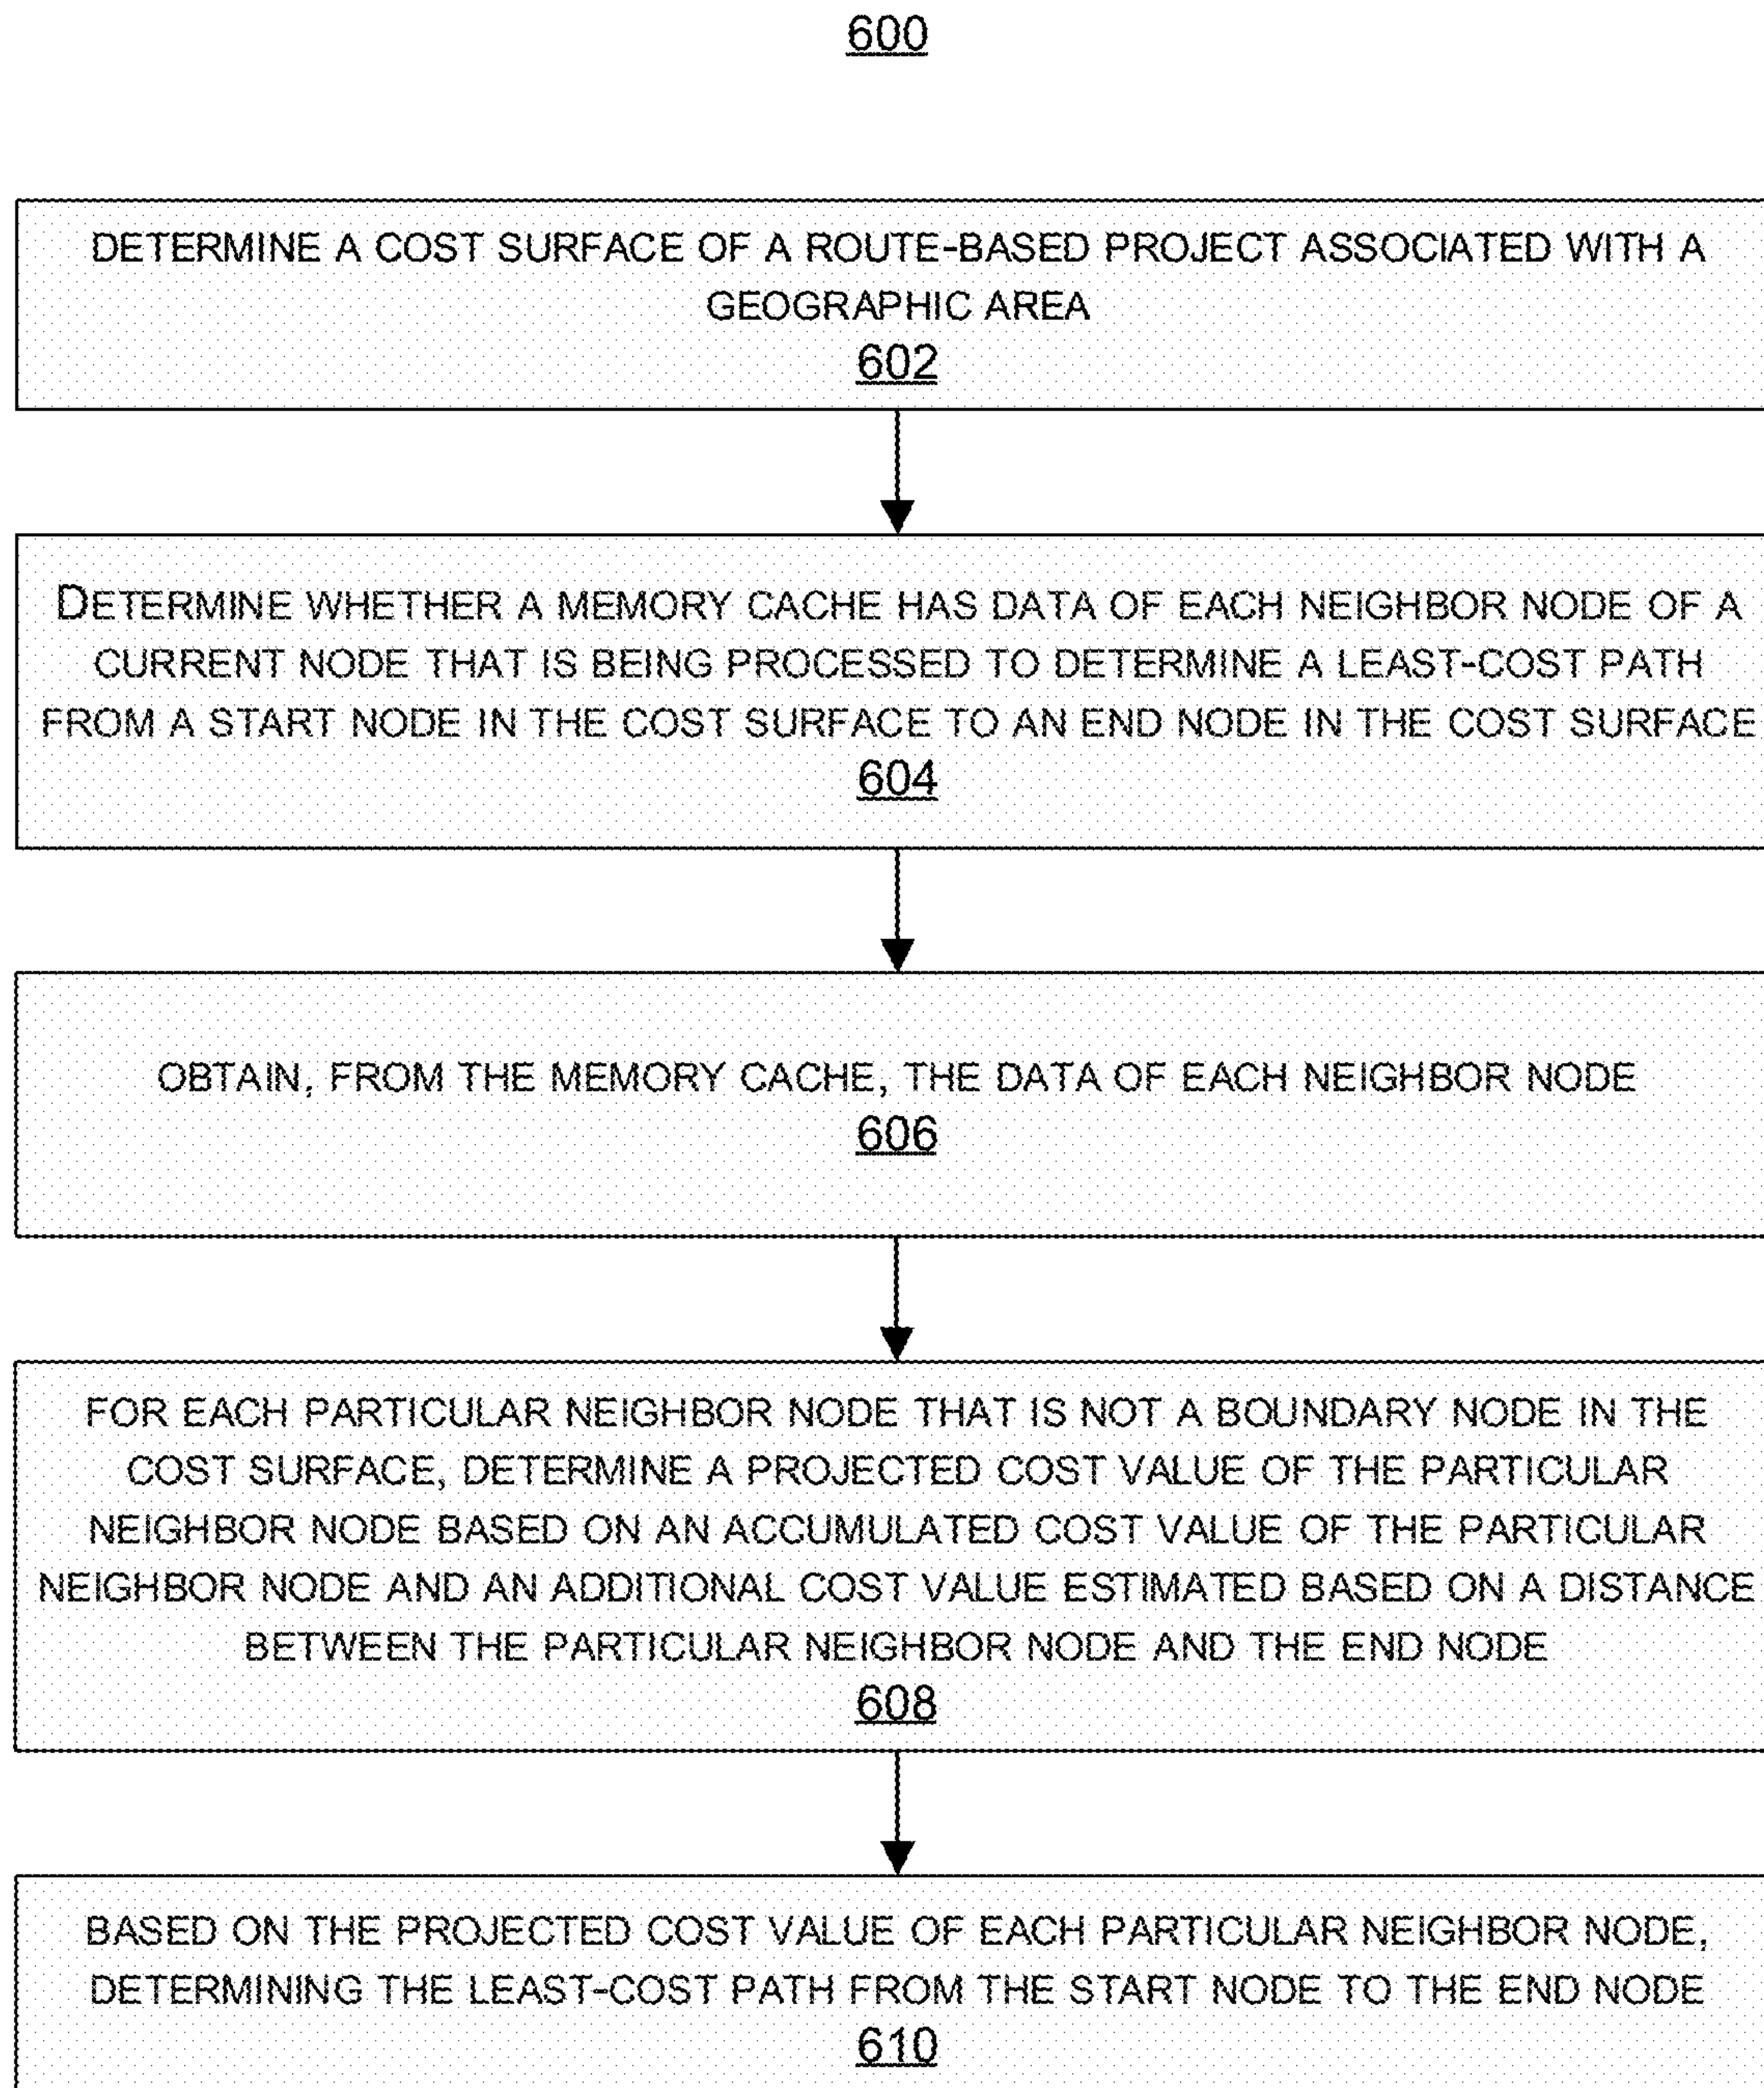 600
DETERMINE A COST SURFACE OF A ROUTE-BASED PROJECT ASSOCIATED WITH A
GEOGRAPHIC AREA
602
DETERMINE WHETHER A MEMORY CACHE HAS DATA OF EACH NEIGHBOR NODE OF A
CURRENT NODE THAT IS BEING PROCESSED TO DETERMINE A LEAST-COST PATH
FROM A START NODE IN THE COST SURFACE TO AN END NODE IN THE COST SURFACE
604
OBTAIN, FROM THE MEMORY CACHE, THE DATA OF EACH NEIGHBOR NODE
606
FOR EACH PARTICULAR NEIGHBOR NODE THAT IS NOT A BOUNDARY NODE IN THE
COST SURFACE, DETERMINE A PROJECTED COST VALUE OF THE PARTICULAR
NEIGHBOR NODE BASED ON AN ACCUMULATED COST VALUE OF THE PARTICULAR
NEIGHBOR NODE AND AN ADDITIONAL COST VALUE ESTIMATED BASED ON A DISTANCE
BETWEEN THE PARTICULAR NEIGHBOR NODE AND THE END NODE
608
BASED ON THE PROJECTED COST VALUE OF EACH PARTICULAR NEIGHBOR NODE,
DETERMINING THE LEAST-COST PATH FROM THE START NODE TO THE END NODE
610